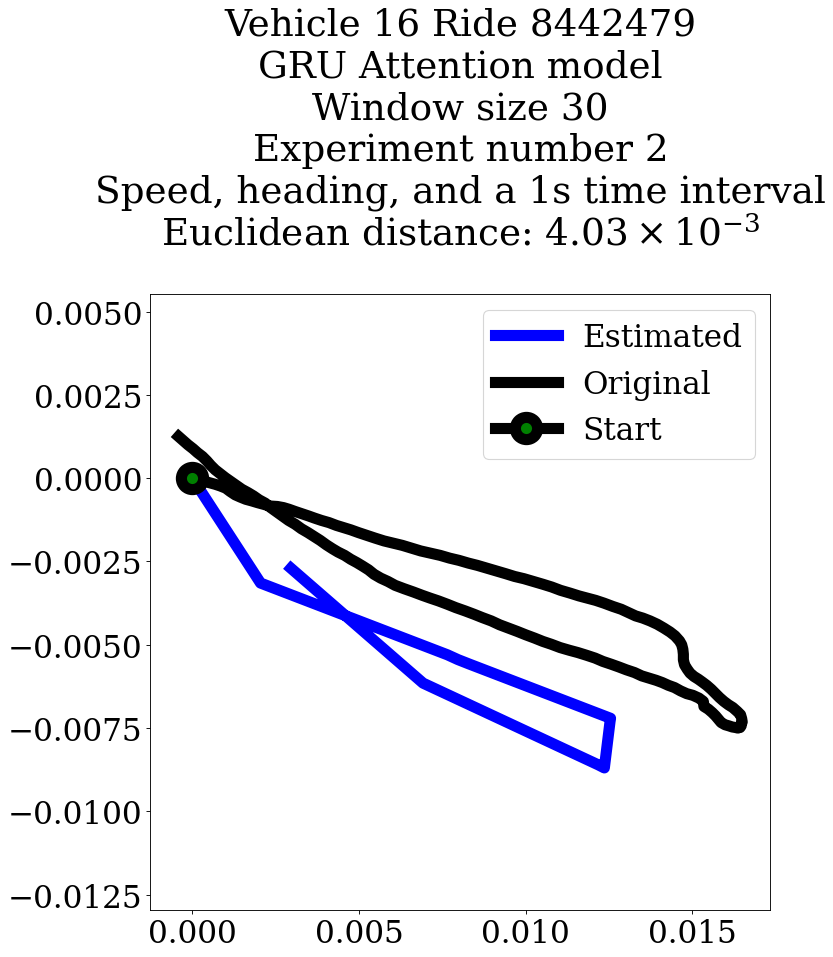 Vehicle 16 Ride 8442479
GRU Attention model
Window size 30
Experiment number 2
Speed, heading, and a 1s time interval
Euclidean distance: 4.03 × 10⁻³
Estimated
Original
Start
0.0050
0.0025
0.0000
−0.0025
−0.0050
−0.0075
−0.0100
−0.0125
0.000 0.005 0.010 0.015